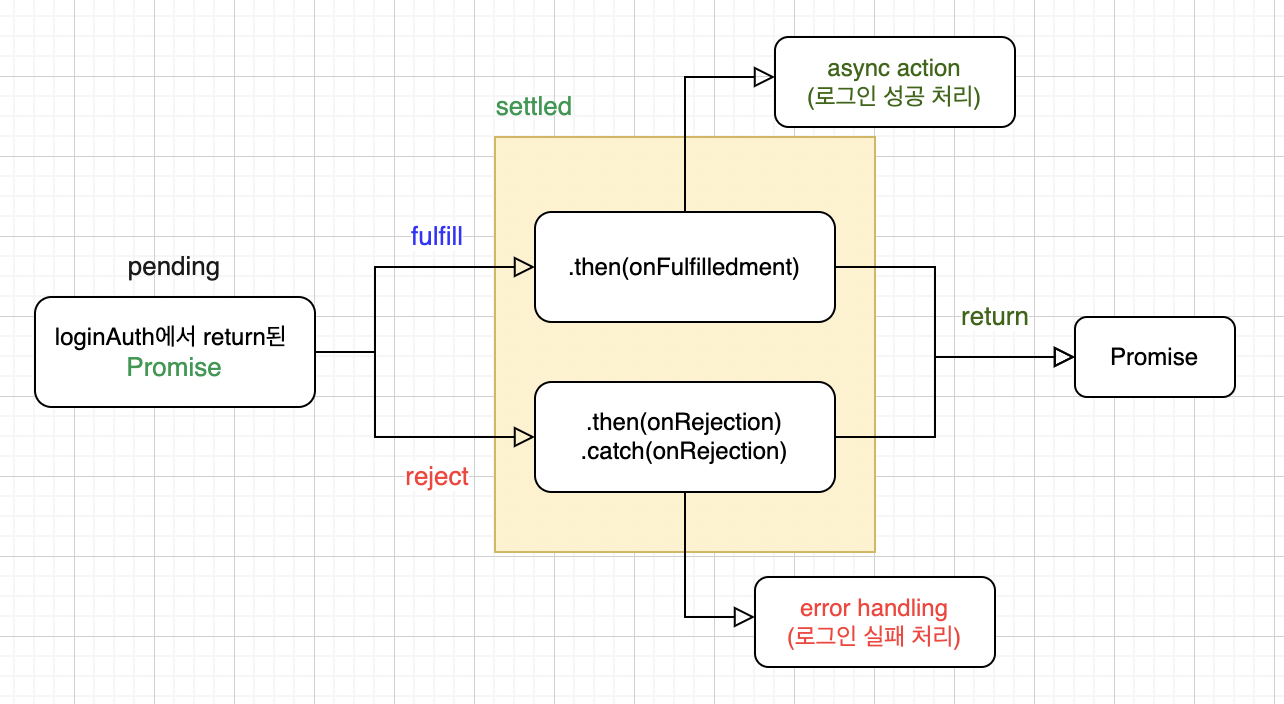 async action
(로그인 성공 처리)
settled
fulfill
pending
.then(onFulfilledment)
return
loginAuth에서 return된
Promise
Promise
.then(onRejection)
.catch(onRejection)
reject
error handling
(로그인 실패 처리)